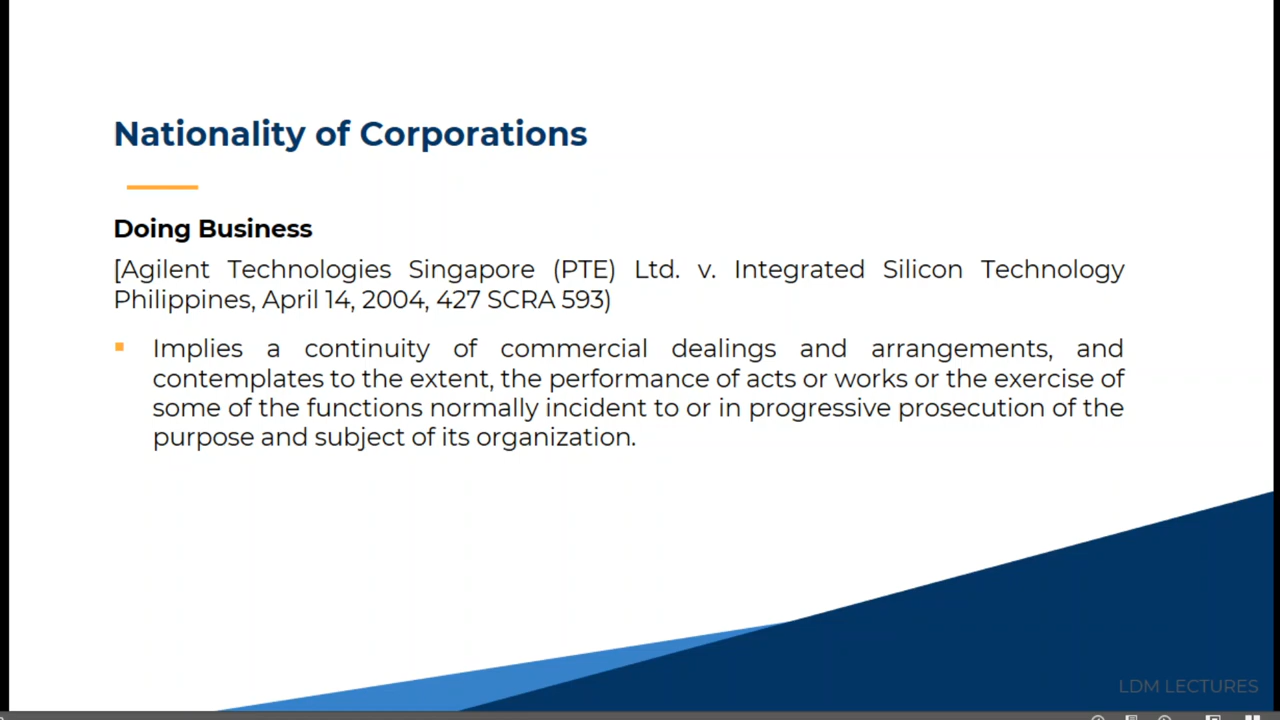 Nationality of Corporations
Doing Business
[Agilent Technologies Singapore (PTE) Ltd. v. Integrated Silicon Technology
Philippines, April 14, 2004, 427 SCRA 593)
Implies a continuity of commercial dealings and arrangements, and
contemplates to the extent, the performance of acts or works or the exercise of
some of the functions normally incident to or in progressive prosecution of the
purpose and subject of its organization.
LDM LECTURES